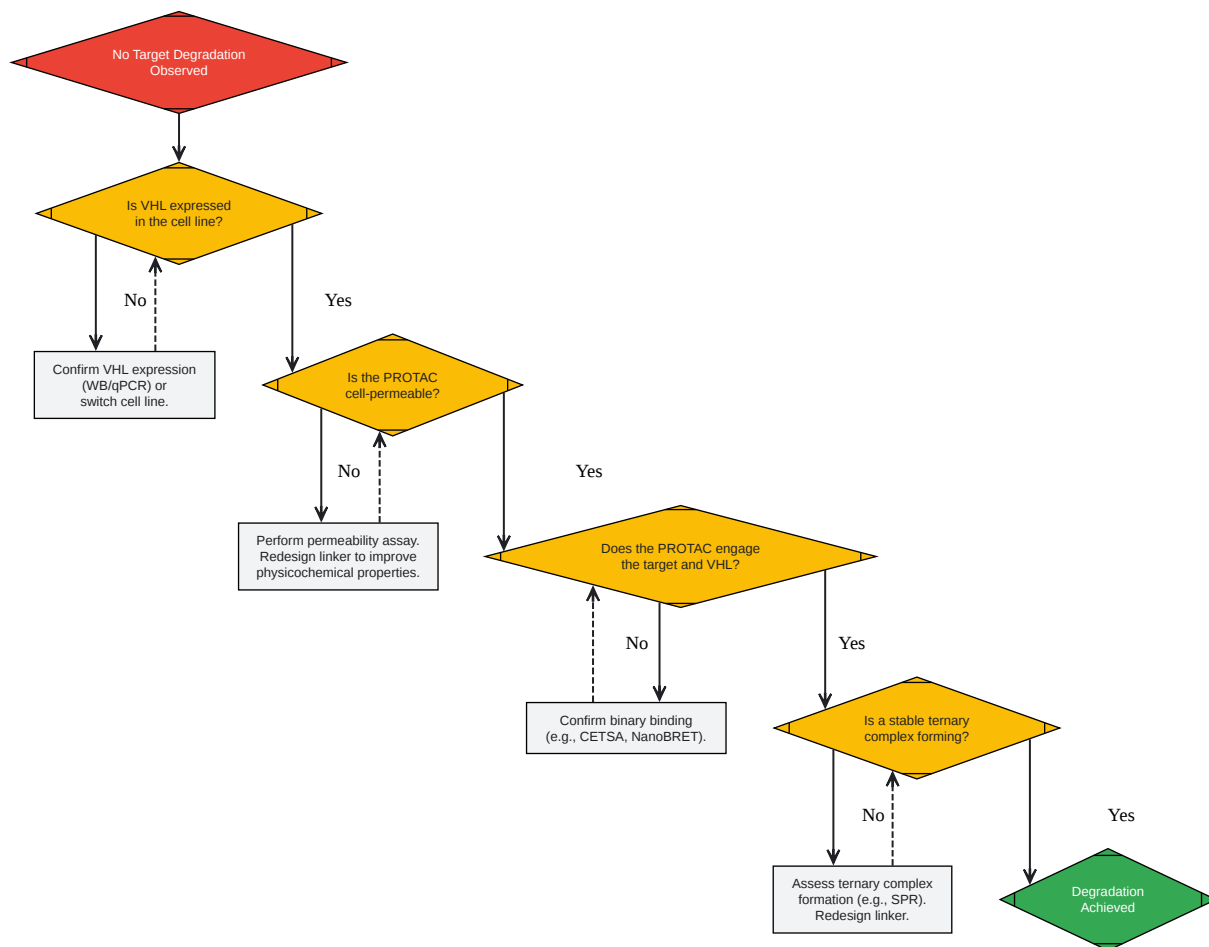 No Target Degradation
Observed
Is VHL expressed
in the cell line?
No
Yes
Confirm VHL expression
(WB/qPCR) or
switch cell line.
Is the PROTAC
cell-permeable?
No
Yes
Perform permeability assay.
Redesign linker to improve
physicochemical properties.
Does the PROTAC engage
the target and VHL?
No
Yes
Confirm binary binding
(e.g., CETSA, NanoBRET).
Is a stable ternary
complex forming?
No
Yes
Assess ternary complex
formation (e.g., SPR).
Redesign linker.
Degradation
Achieved